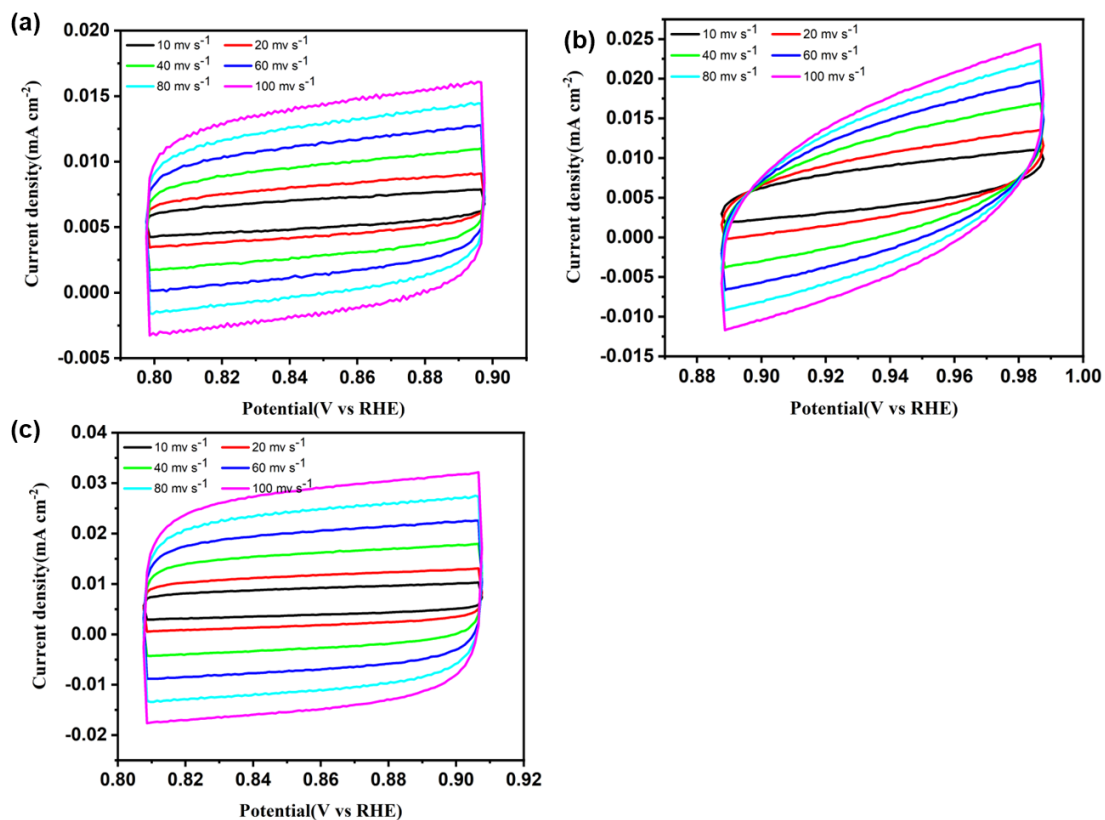 (a)
0.020
0.015
0.010
0.005
0.000
-0.005
Current density(mA cm-2)
10 mv s-1 20 mv s-1
40 mv s-1 60 mv s-1
80 mv s-1 100 mv s-1
0.80 0.82 0.84 0.86 0.88 0.90
Potential(V vs RHE)
(b)
0.025
0.020
0.015
0.010
0.005
0.000
-0.005
-0.010
-0.015
Current density(mA cm-2)
10 mv s-1 20 mv s-1
40 mv s-1 60 mv s-1
80 mv s-1 100 mv s-1
0.88 0.90 0.92 0.94 0.96 0.98 1.00
Potential(V vs RHE)
(c)
0.04
0.03
0.02
0.01
0.00
-0.01
-0.02
Current density(mA cm-2)
10 mv s-1 20 mv s-1
40 mv s-1 60 mv s-1
80 mv s-1 100 mv s-1
0.80 0.82 0.84 0.86 0.88 0.90 0.92
Potential(V vs RHE)